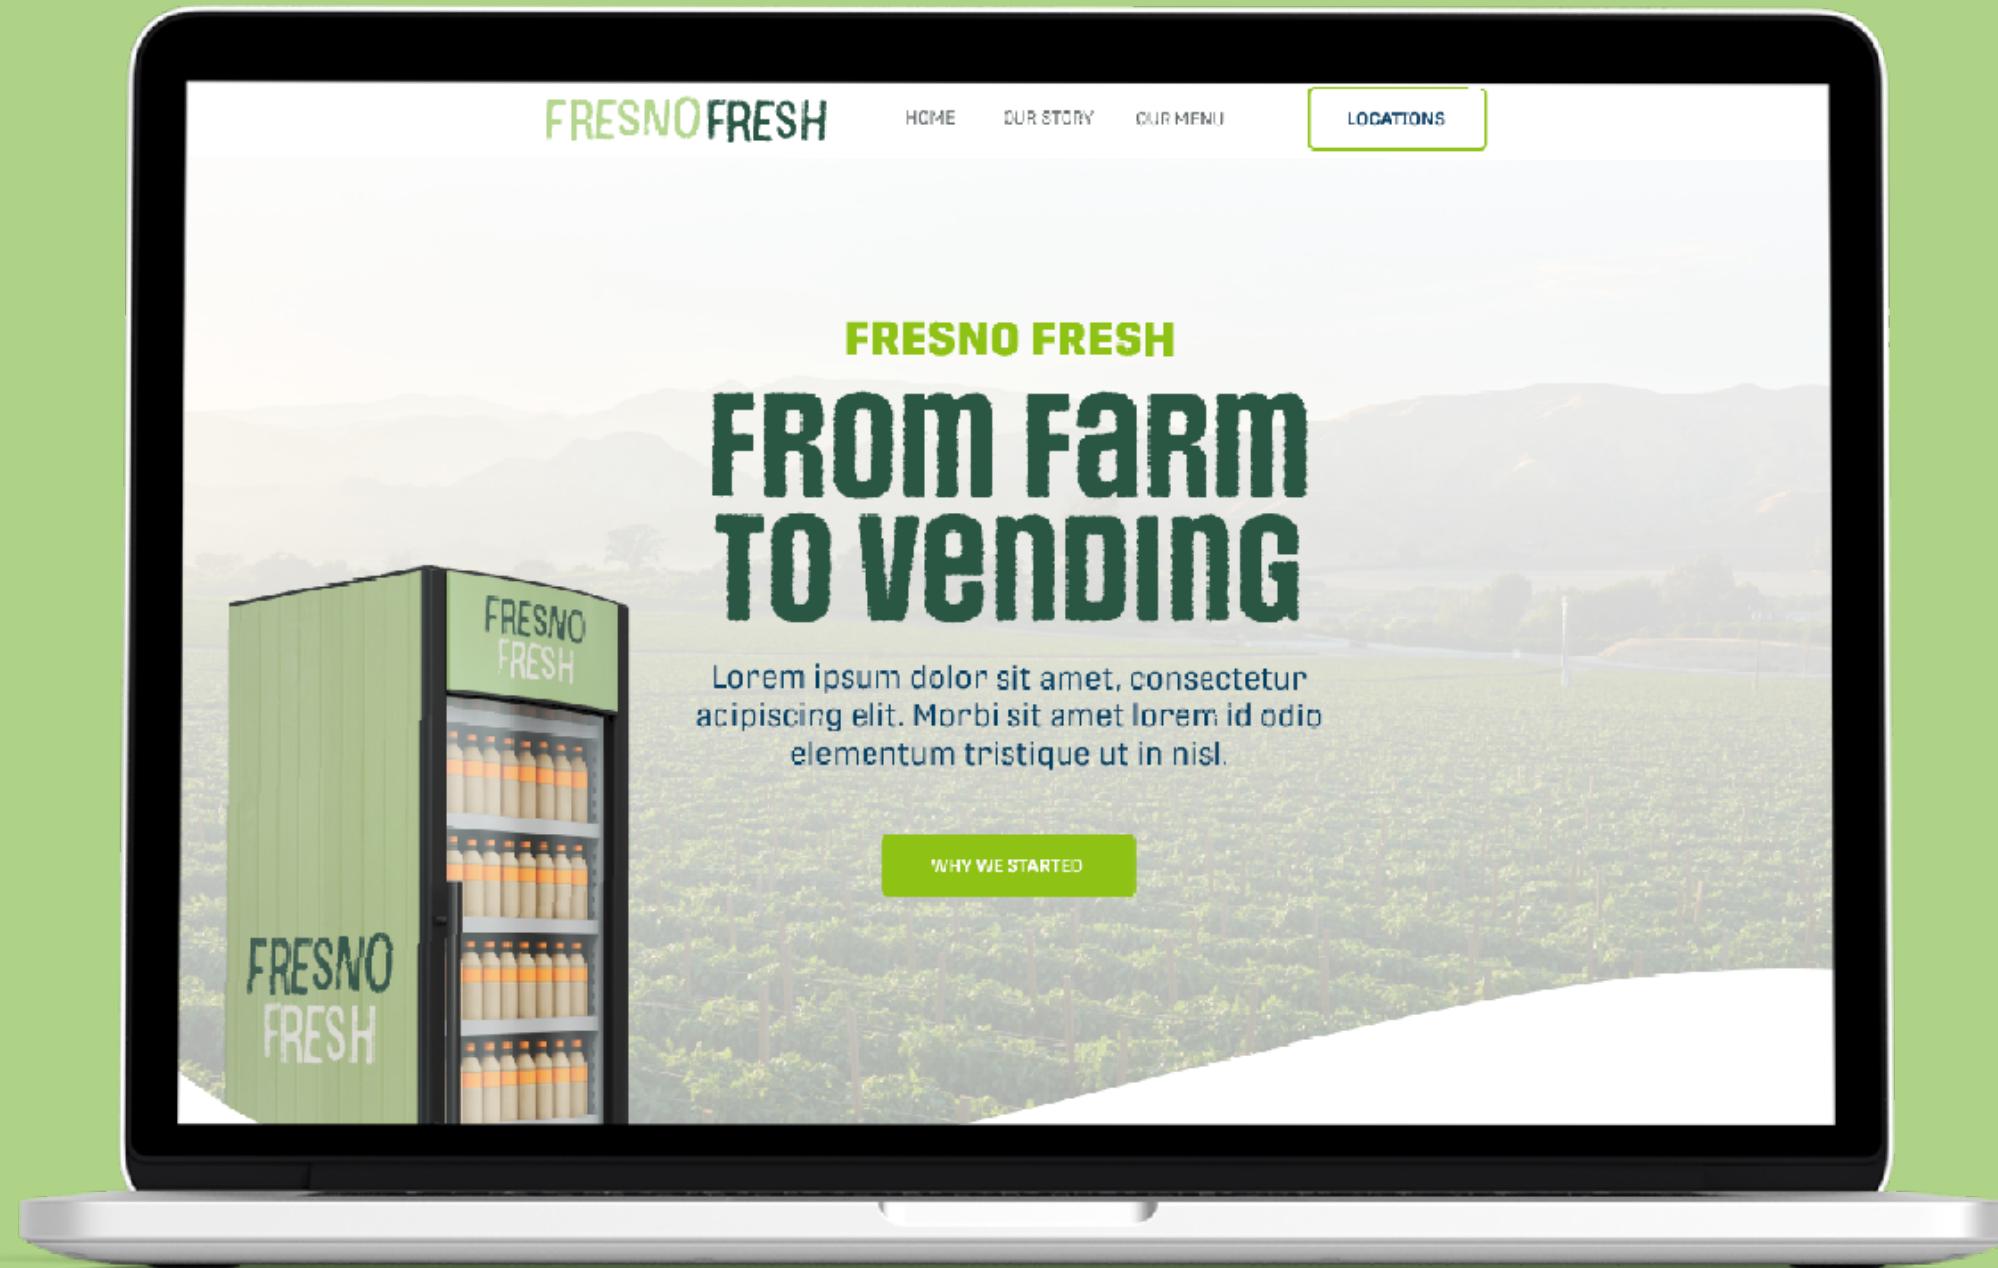 FRESNO FRESH
HOME
OUR STORY
OUR MENU
LOCATIONS
FRESNO FRESH
FROM FaRm
TO VenDING
Lorem ipsum dolor sit amet, consectetur
acipiscing elit. Morbi sit amet lorem id odio
elementum tristique ut in nisl.
WHY WE STARTED
FRESNO
FRESH
FRESNO
FRESH